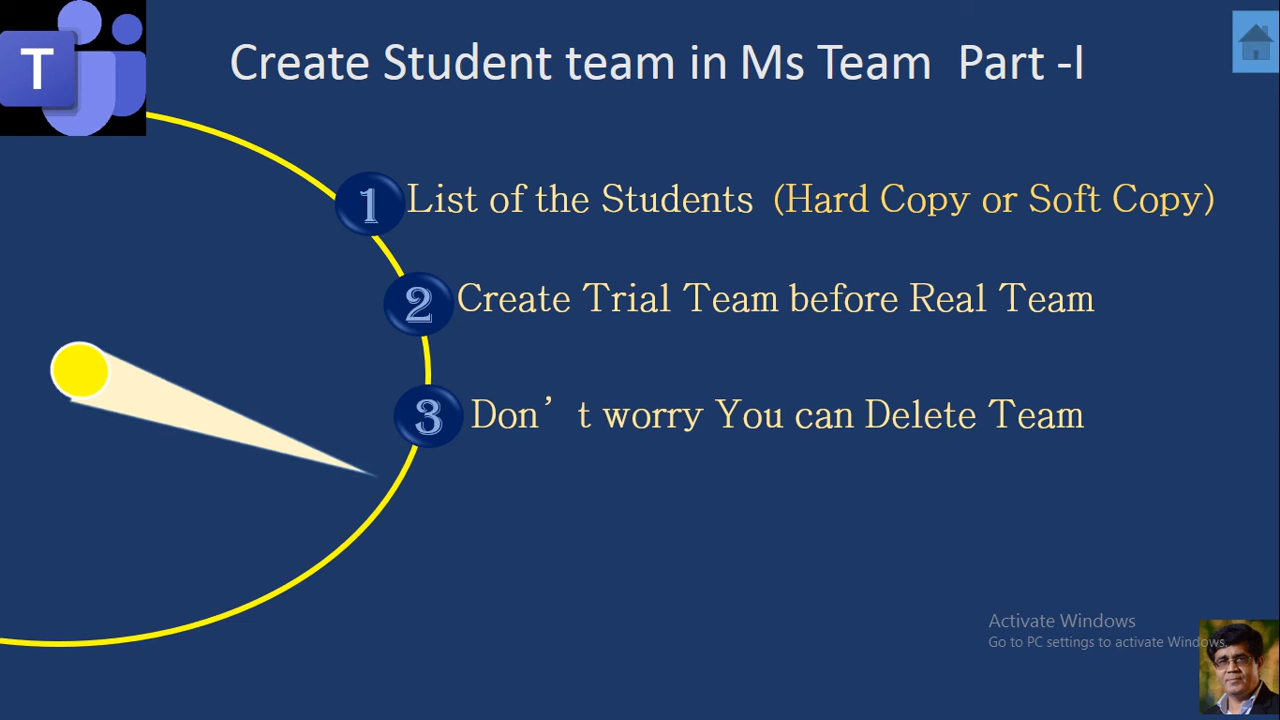 T
Create Student team in Ms Team Part -I
1 List of the Students (Hard Copy or Soft Copy)
2 Create Trial Team before Real Team
3 Don’t worry You can Delete Team
Activate Windows
Go to PC settings to activate Windows.